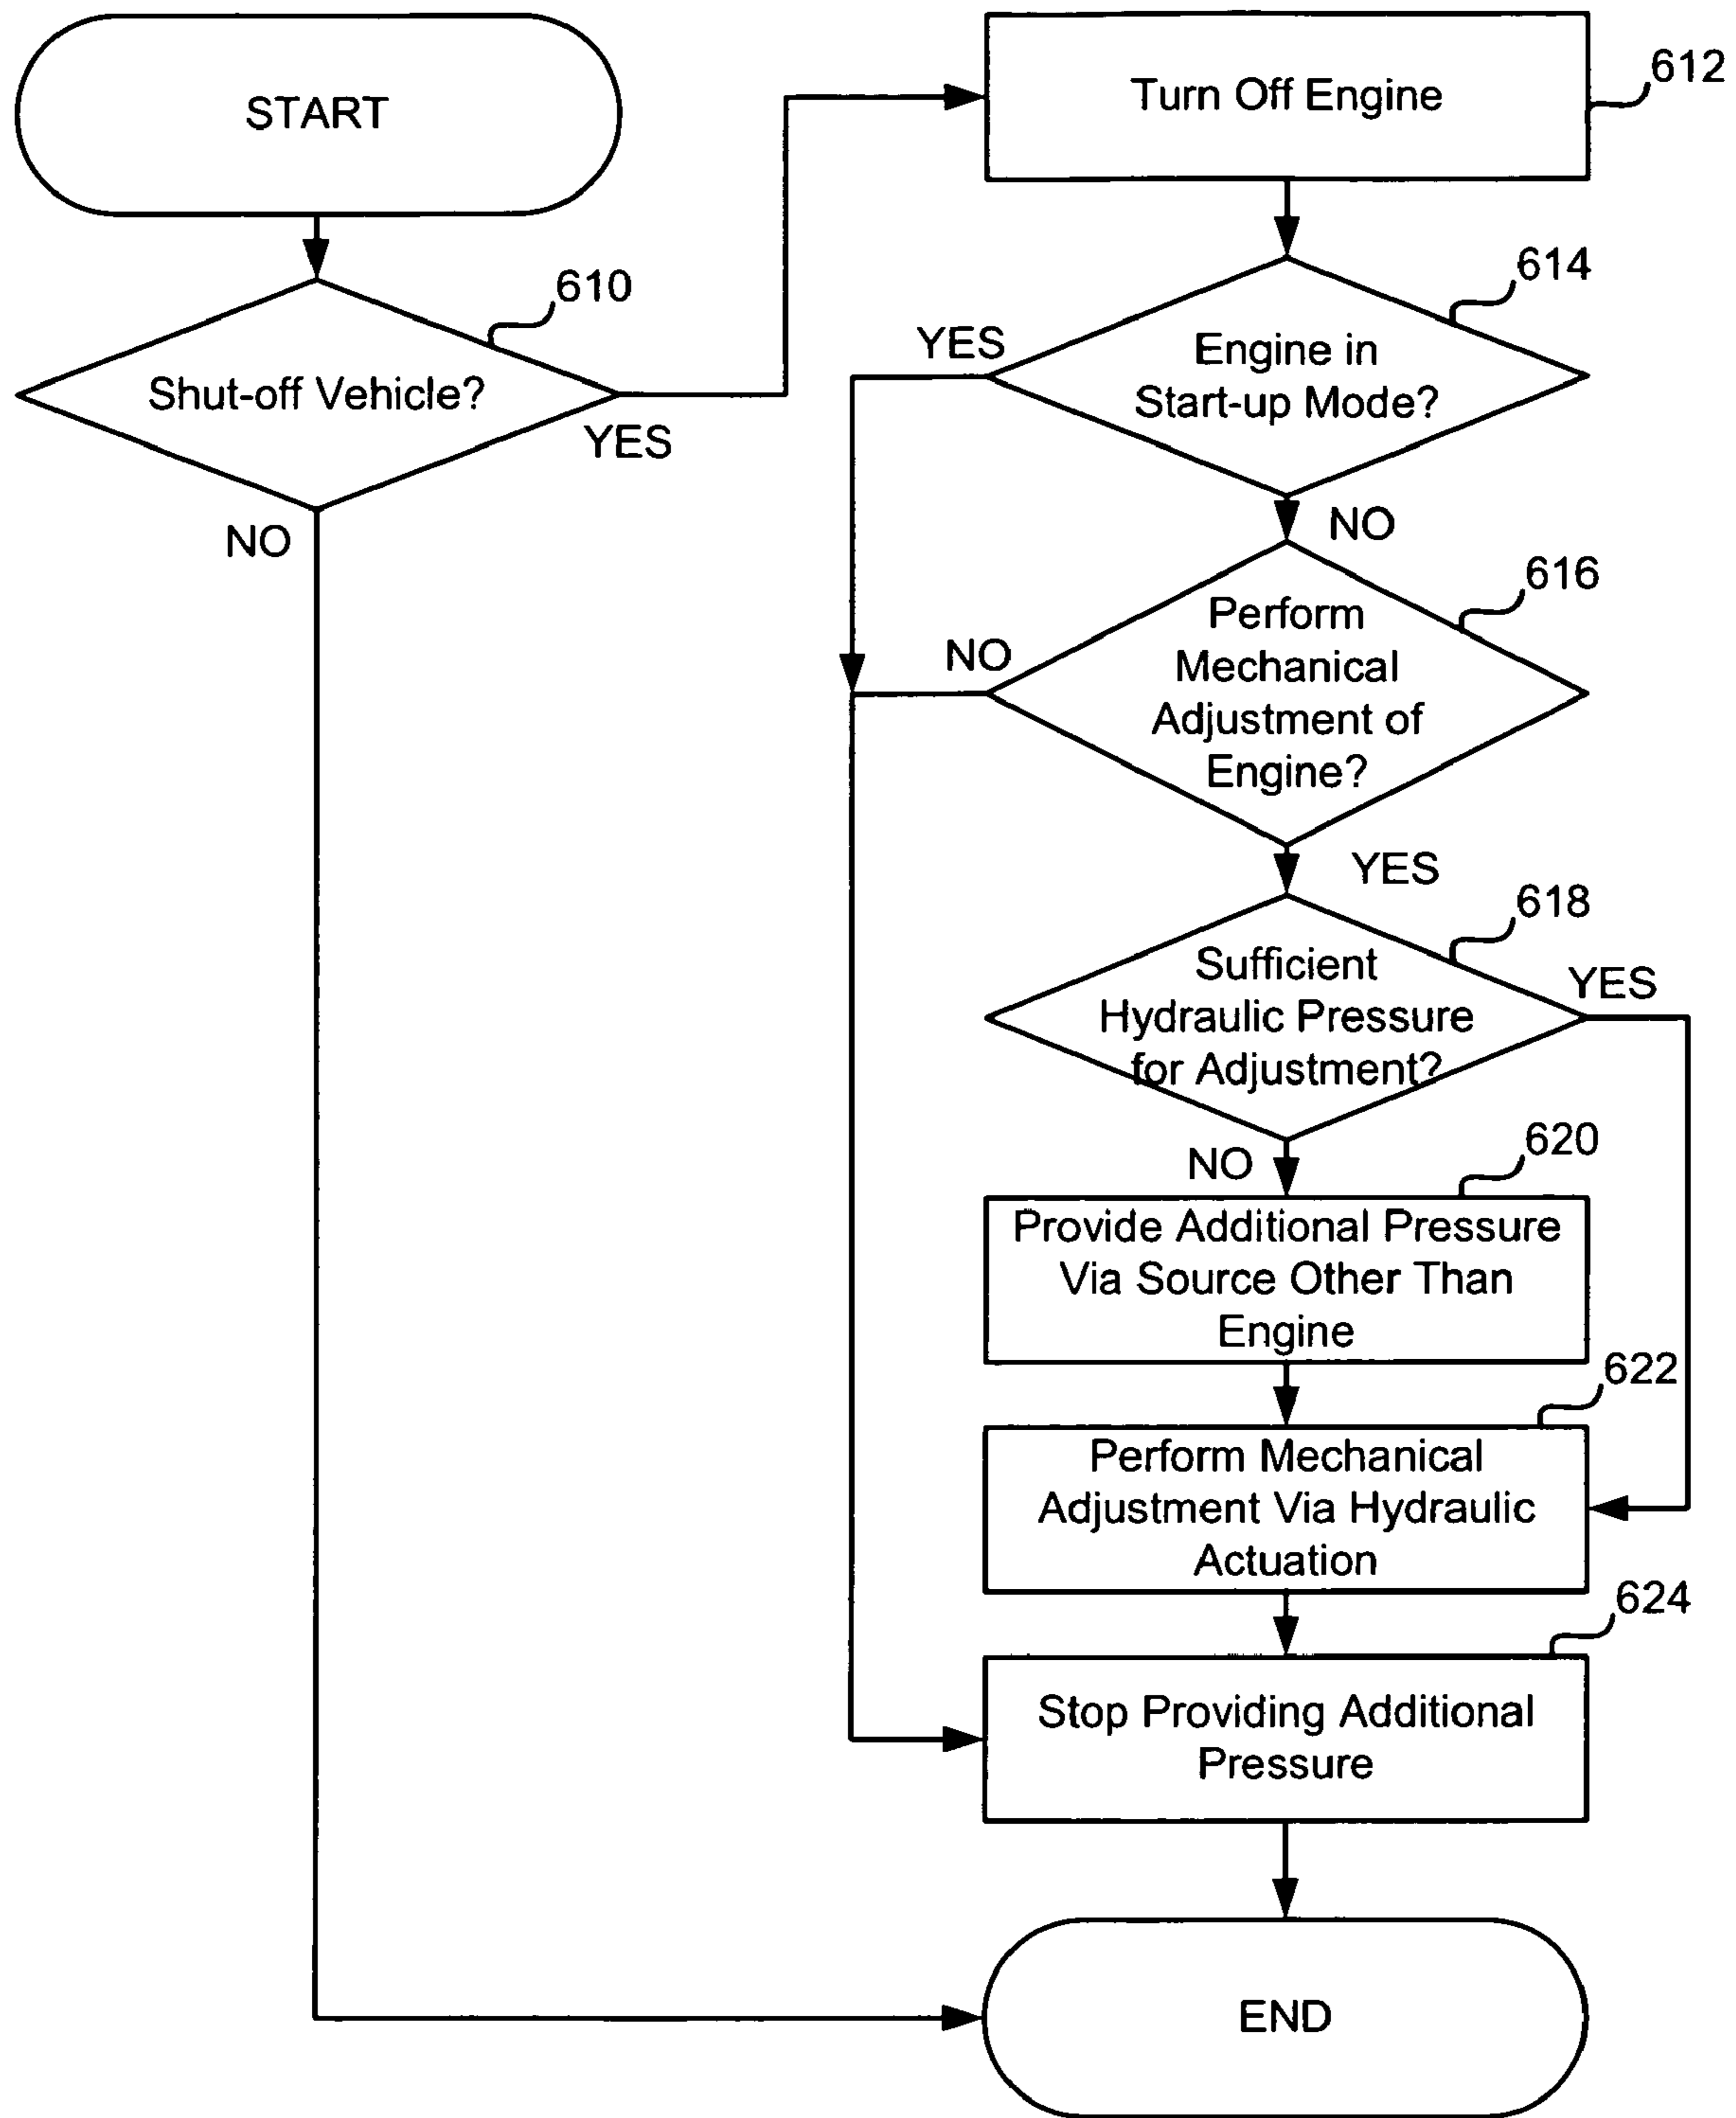 START
610
Shut-off Vehicle?
YES
NO
Turn Off Engine
612
614
YES
Engine in
Start-up Mode?
NO
616
NO
Perform
Mechanical
Adjustment of
Engine?
YES
618
Sufficient
Hydraulic Pressure
for Adjustment?
YES
NO
620
Provide Additional Pressure
Via Source Other Than
Engine
622
Perform Mechanical
Adjustment Via Hydraulic
Actuation
624
Stop Providing Additional
Pressure
END